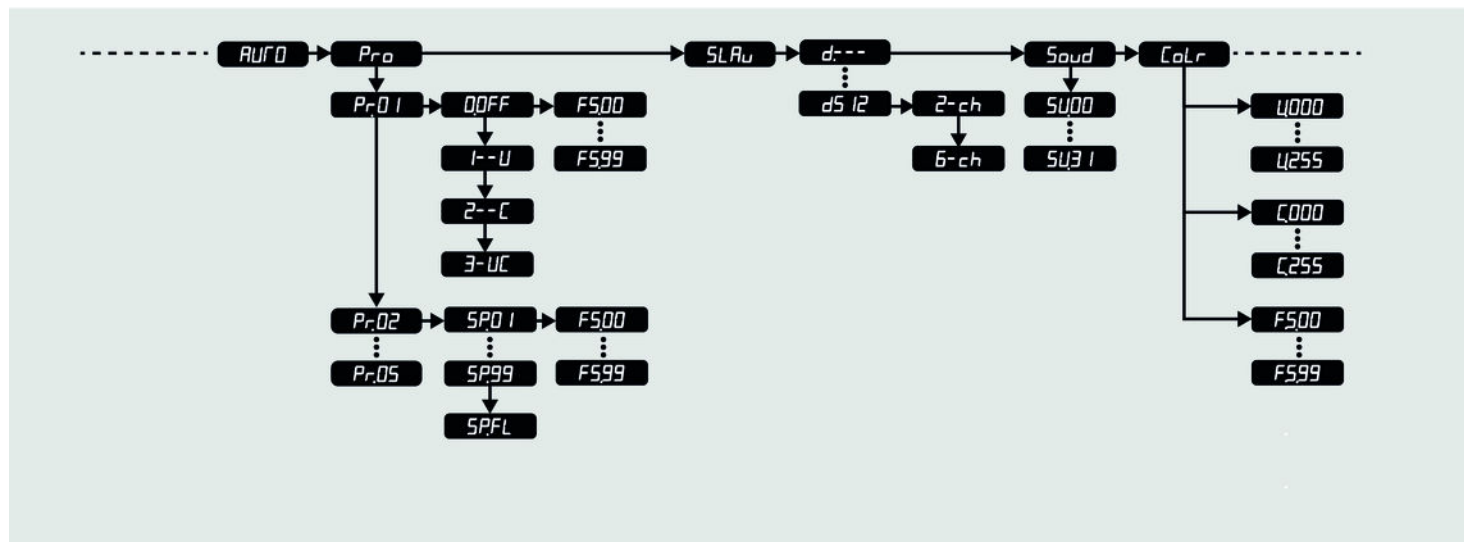 AUTO Pro SLAu d.--- Soud CoLr
Pr.01 0.OFF FS.00 dS12 2-ch SU.00 U.000
1--U FS.99 6-ch SU.31 U.255
2--C C.000
3-UC C.255
Pr.02 SP.01 FS.00 FS.00
Pr.05 SP.99 FS.99 FS.99
SP.FL